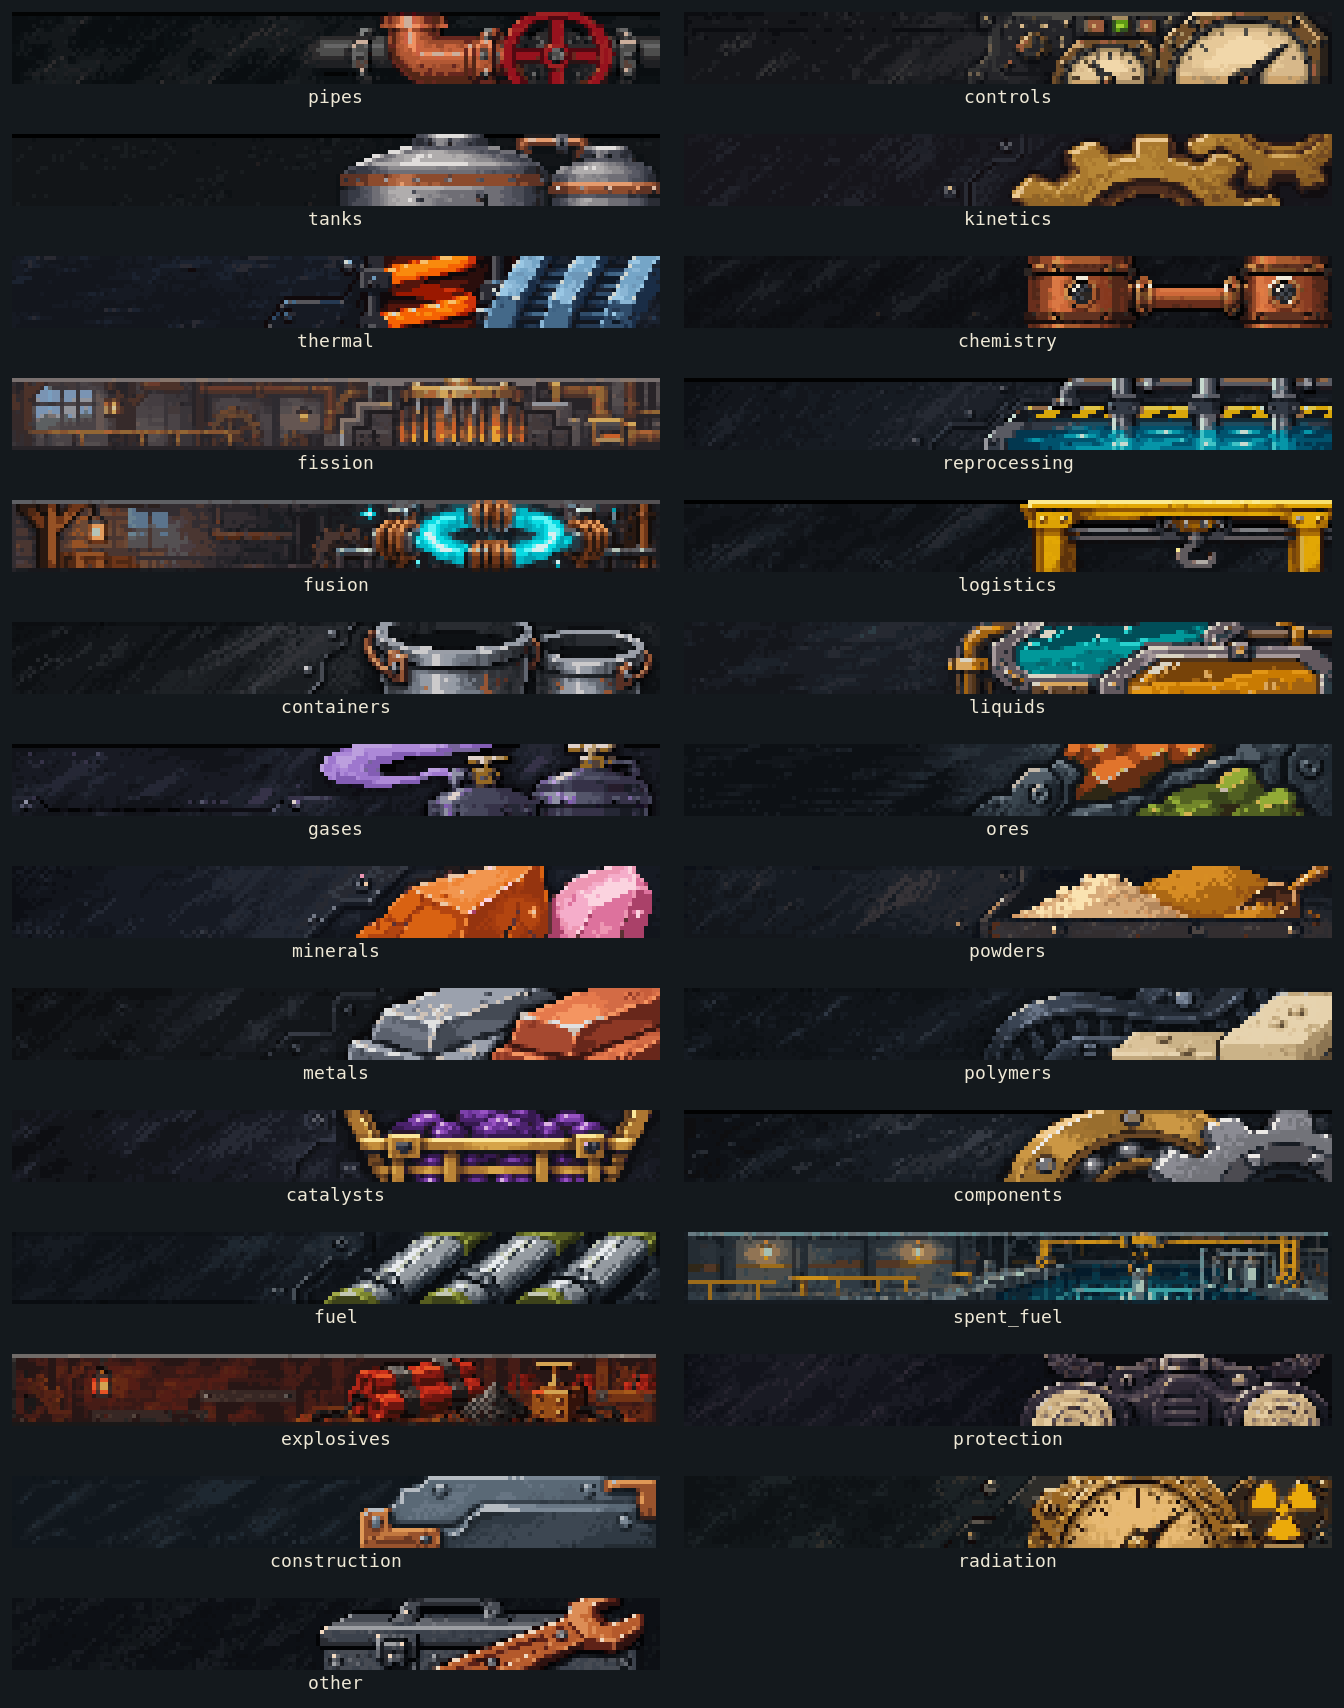 pipes
controls
tanks
kinetics
thermal
chemistry
fission
reprocessing
fusion
logistics
containers
liquids
gases
ores
minerals
powders
metals
polymers
catalysts
components
fuel
spent_fuel
explosives
protection
construction
radiation
other